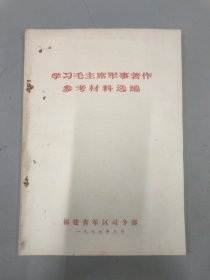 学习毛主席军事著作
参考材料选编
福建省军区司令部
一九七七年三月